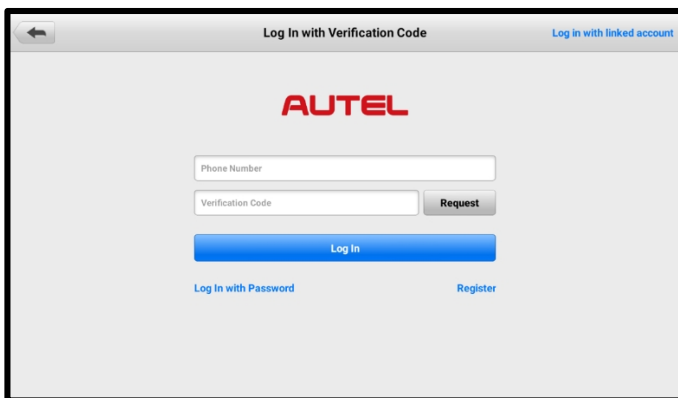 Log In with Verification Code
Log in with linked account
AUTEL
Phone Number
Verification Code
Request
Log In
Log In with Password
Register